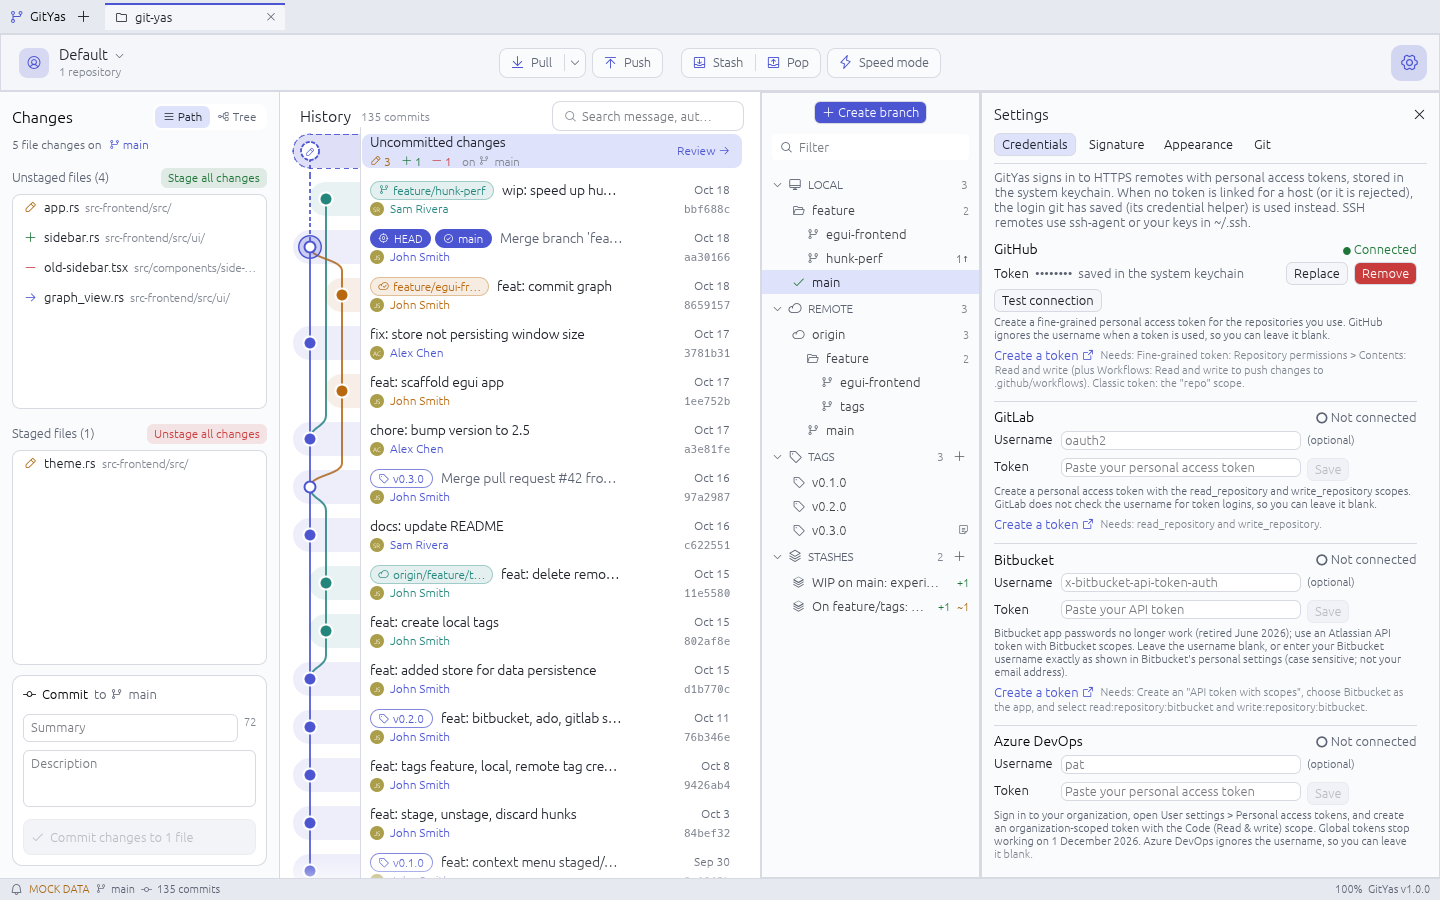 GitYas
git-yas
Default
1 repository
Pull
Push
Stash
Pop
Speed mode
Changes
Path
Tree
5 file changes on main
Unstaged files (4)
Stage all changes
app.rs src-frontend/src/
sidebar.rs src-frontend/src/ui/
old-sidebar.tsx src/components/side-...
graph_view.rs src-frontend/src/ui/
Staged files (1)
Unstage all changes
theme.rs src-frontend/src/
Commit to main
Summary
72
Description
Commit changes to 1 file
History 135 commits
Search message, aut...
Uncommitted changes
3 + 1 − 1 on main
Review →
feature/hunk-perf wip: speed up hu... Oct 18
Sam Rivera bbf688c
HEAD main Merge branch 'fea... Oct 18
John Smith aa30166
feature/egui-fr... feat: commit graph Oct 18
John Smith 8659157
fix: store not persisting window size Oct 17
Alex Chen 3781b31
feat: scaffold egui app Oct 17
John Smith 1ee752b
chore: bump version to 2.5 Oct 17
Alex Chen a3e81fe
v0.3.0 Merge pull request #42 fro... Oct 16
John Smith 97a2987
docs: update README Oct 16
Sam Rivera c622551
origin/feature/t... feat: delete remo... Oct 15
John Smith 11e5580
feat: create local tags Oct 15
John Smith 802af8e
feat: added store for data persistence Oct 15
John Smith d1b770c
v0.2.0 feat: bitbucket, ado, gitlab s... Oct 11
John Smith 76b346e
feat: tags feature, local, remote tag cre... Oct 8
John Smith 9426ab4
feat: stage, unstage, discard hunks Oct 3
John Smith 84bef32
v0.1.0 feat: context menu staged/... Sep 30
Create branch
Filter
LOCAL 3
feature 2
egui-frontend
hunk-perf 1↑
main
REMOTE 3
origin
feature 2
egui-frontend
tags
main
TAGS 3
v0.1.0
v0.2.0
v0.3.0
STASHES 2
WIP on main: experi... +1
On feature/tags: ... +1 ~1
Settings
Credentials
Signature
Appearance
Git
GitYas signs in to HTTPS remotes with personal access tokens, stored in
the system keychain. When no token is linked for a host (or it is rejected),
the login git has saved (its credential helper) is used instead. SSH
remotes use ssh-agent or your keys in ~/.ssh.
GitHub
Connected
Token •••••••• saved in the system keychain
Replace
Remove
Test connection
Create a fine-grained personal access token for the repositories you use. GitHub
ignores the username when a token is used, so you can leave it blank.
Create a token Needs: Fine-grained token: Repository permissions > Contents:
Read and write (plus Workflows: Read and write to push changes to
.github/workflows). Classic token: the "repo" scope.
GitLab
Not connected
Username oauth2 (optional)
Token Paste your personal access token Save
Create a personal access token with the read_repository and write_repository scopes.
GitLab does not check the username for token logins, so you can leave it blank.
Create a token Needs: read_repository and write_repository.
Bitbucket
Not connected
Username x-bitbucket-api-token-auth (optional)
Token Paste your API token Save
Bitbucket app passwords no longer work (retired June 2026); use an Atlassian API
token with Bitbucket scopes. Leave the username blank, or enter your Bitbucket
username exactly as shown in Bitbucket's personal settings (case sensitive; not your
email address).
Create a token Needs: Create an "API token with scopes", choose Bitbucket as
the app, and select read:repository:bitbucket and write:repository:bitbucket.
Azure DevOps
Not connected
Username pat (optional)
Token Paste your personal access token Save
Sign in to your organization, open User settings > Personal access tokens, and create
an organization-scoped token with the Code (Read & write) scope. Global tokens stop
working on 1 December 2026. Azure DevOps ignores the username, so you can leave
it blank.
MOCK DATA main 135 commits
100% GitYas v1.0.0